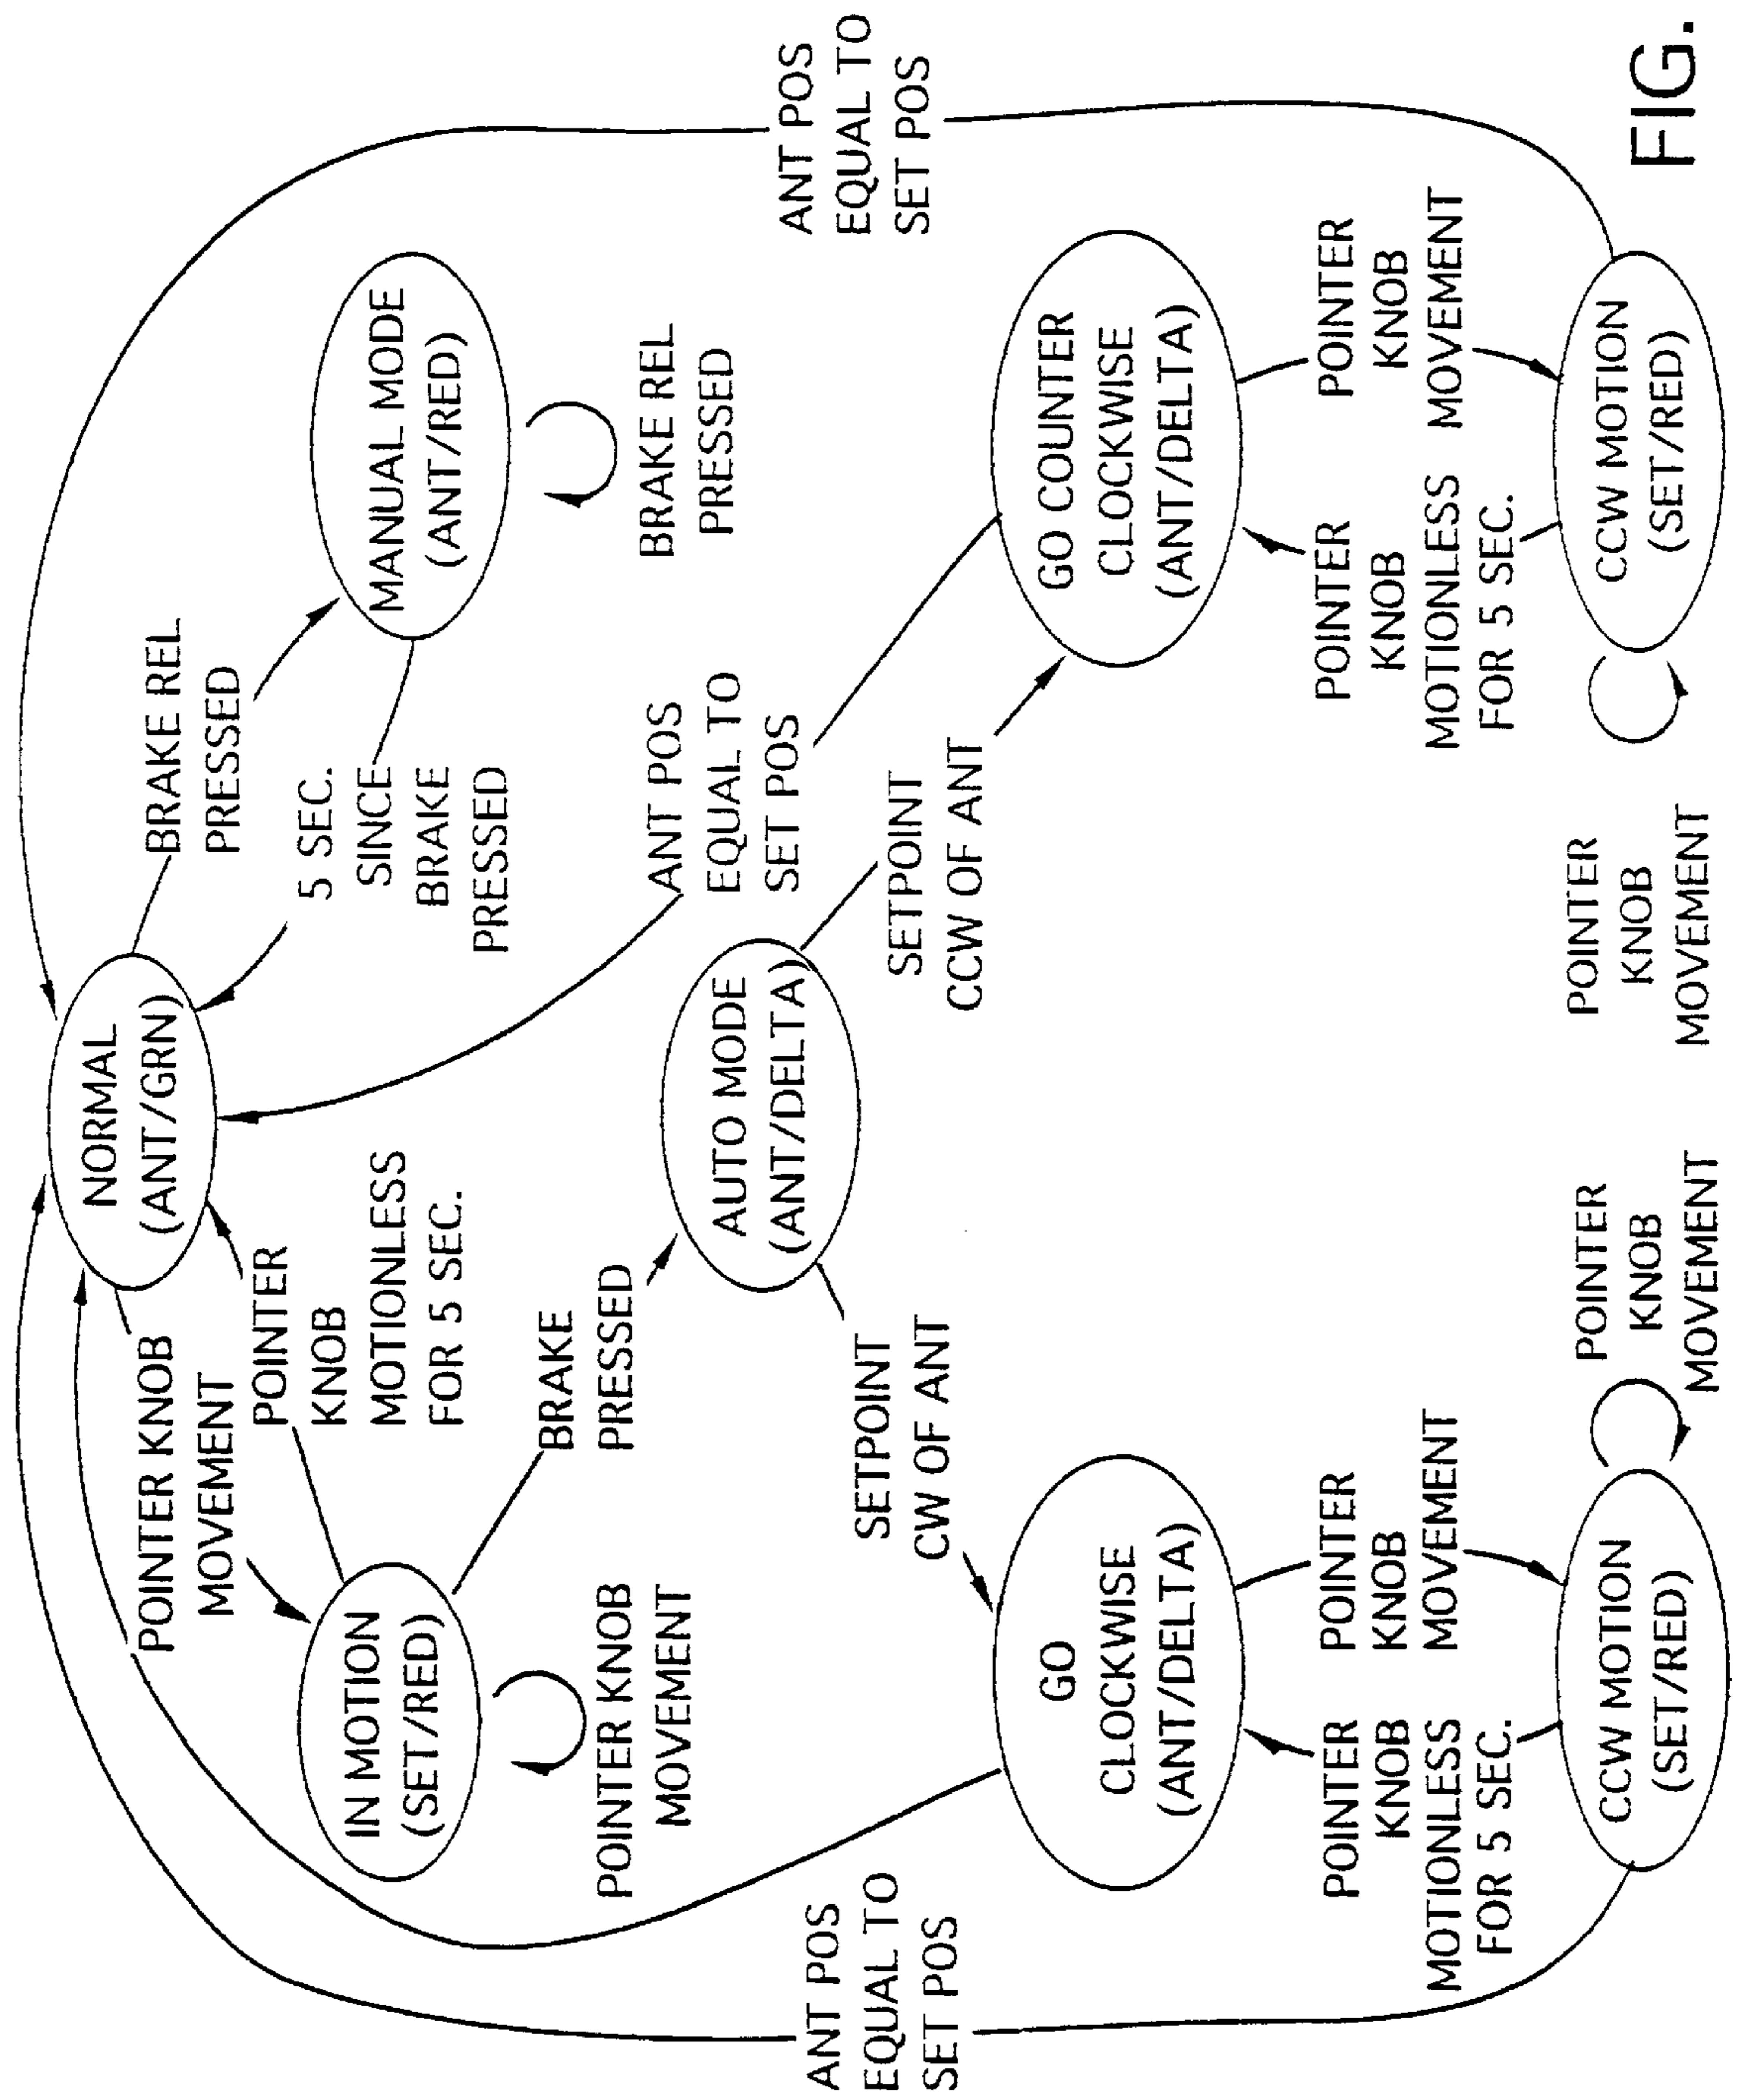 NORMAL
(ANT/GRN)
POINTER KNOB
MOVEMENT
POINTER
KNOB
MOTIONLESS
FOR 5 SEC.
BRAKE REL
PRESSED
5 SEC.
SINCE
BRAKE
PRESSED
IN MOTION
(SET/RED)
POINTER KNOB
MOVEMENT
MANUAL MODE
(ANT/RED)
BRAKE REL
PRESSED
BRAKE
PRESSED
ANT POS
EQUAL TO
SET POS
AUTO MODE
(ANT/DELTA)
SETPOINT
CW OF ANT
SETPOINT
CCW OF ANT
ANT POS
EQUAL TO
SET POS
ANT POS
EQUAL TO
SET POS
GO
CLOCKWISE
(ANT/DELTA)
GO COUNTER
CLOCKWISE
(ANT/DELTA)
POINTER
KNOB
MOTIONLESS
FOR 5 SEC.
POINTER
KNOB
MOVEMENT
POINTER
KNOB
MOTIONLESS
FOR 5 SEC.
POINTER
KNOB
MOVEMENT
CCW MOTION
(SET/RED)
POINTER
KNOB
MOVEMENT
POINTER
KNOB
MOVEMENT
CCW MOTION
(SET/RED)
FIG.